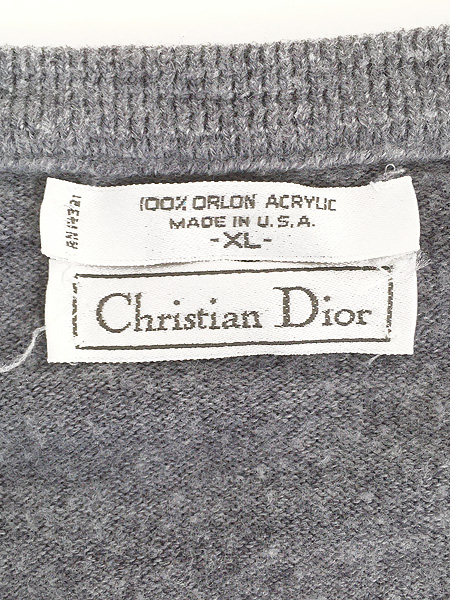 100% ORLON ACRYLIC
MADE IN U.S.A.
-XL-
Christian Dior